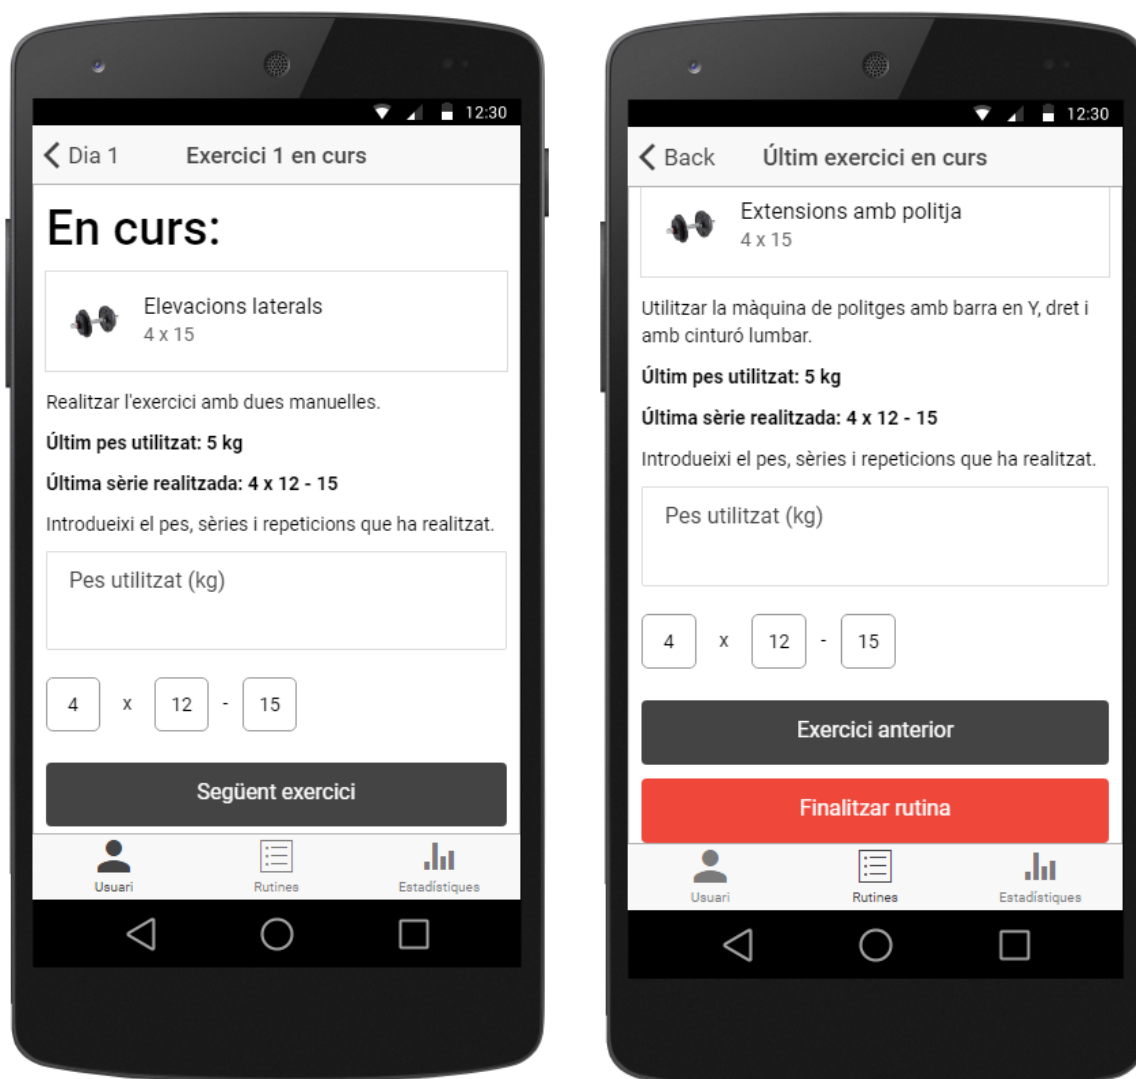 12:30
Dia 1
Exercici 1 en curs
En curs:
Elevacions laterals
4 x 15
Realitzar l'exercici amb dues manuelles.
Últim pes utilitzat: 5 kg
Última sèrie realitzada: 4 x 12 - 15
Introdueixi el pes, sèries i repeticions que ha realitzat.
Pes utilitzat (kg)
4 x 12 - 15
Següent exercici
Usuari
Rutines
Estadístiques
12:30
Back
Últim exercici en curs
Extensions amb politja
4 x 15
Utilitzar la màquina de politges amb barra en Y, dret i
amb cinturó lumbar.
Últim pes utilitzat: 5 kg
Última sèrie realitzada: 4 x 12 - 15
Introdueixi el pes, sèries i repeticions que ha realitzat.
Pes utilitzat (kg)
4 x 12 - 15
Exercici anterior
Finalitzar rutina
Usuari
Rutines
Estadístiques